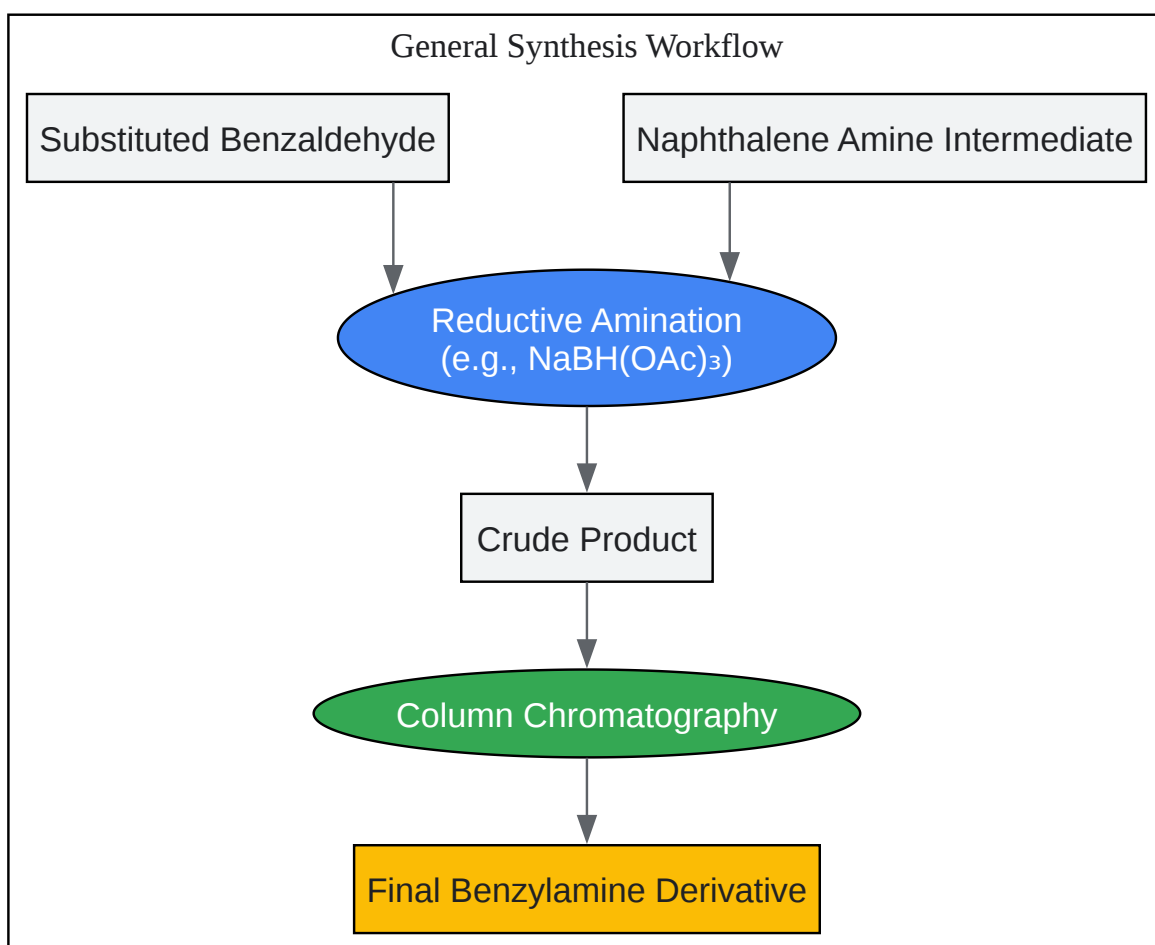 General Synthesis Workflow
Substituted Benzaldehyde
Naphthalene Amine Intermediate
Reductive Amination
(e.g., NaBH(OAc)₃)
Crude Product
Column Chromatography
Final Benzylamine Derivative